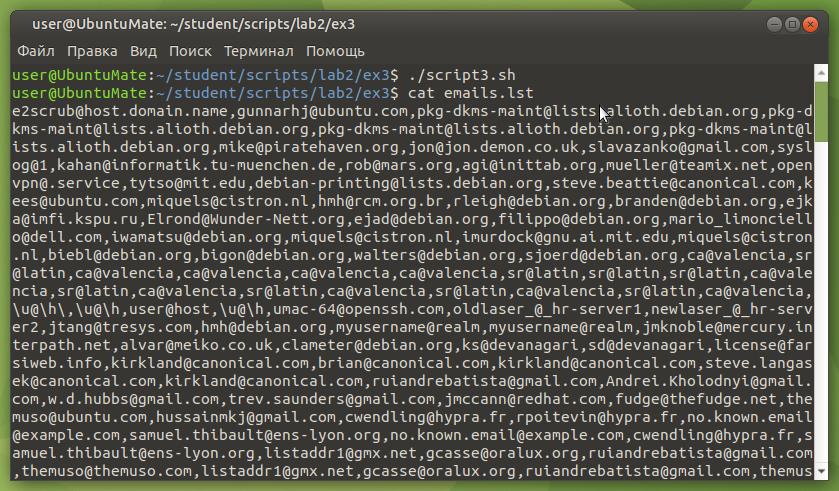 user@UbuntuMate: ~/student/scripts/lab2/ex3
Файл Правка Вид Поиск Терминал Помощь
user@UbuntuMate:~/student/scripts/lab2/ex3$ ./script3.sh
user@UbuntuMate:~/student/scripts/lab2/ex3$ cat emails.lst
e2scrub@host.domain.name,gunnarhj@ubuntu.com,pkg-dkms-maint@lists.alioth.debian.org,pkg-d
kms-maint@lists.alioth.debian.org,pkg-dkms-maint@lists.alioth.debian.org,pkg-dkms-maint@l
ists.alioth.debian.org,mike@piratehaven.org,jon@jon.demon.co.uk,slavazanko@gmail.com,sysl
og@1,kahan@informatik.tu-muenchen.de,rob@mars.org,agi@inittab.org,mueller@teamix.net,open
vpn@.service,tytso@mit.edu,debian-printing@lists.debian.org,steve.beattie@canonical.com,k
ees@ubuntu.com,miquels@cistron.nl,hmh@rcm.org.br,rleigh@debian.org,branden@debian.org,ejk
a@imfi.kspu.ru,Elrond@Wunder-Nett.org,ejad@debian.org,filippo@debian.org,mario_limonciell
o@dell.com,iwamatsu@debian.org,miquels@cistron.nl,imurdock@gnu.ai.mit.edu,miquels@cistron
.nl,biebl@debian.org,bigon@debian.org,walters@debian.org,sjoerd@debian.org,ca@valencia,sr
@latin,ca@valencia,ca@valencia,ca@valencia,ca@valencia,sr@latin,sr@latin,sr@latin,ca@vale
ncia,sr@latin,ca@valencia,sr@latin,ca@valencia,ca@valencia,sr@latin,ca@valencia,
\u@\h\,\u@\h,user@host,\u@\h,umac-64@openssh.com,oldlaser_@_hr-server1,newlaser_@_hr-serv
er2,jtang@tresys.com,hmh@debian.org,myusername@realm,myusername@realm,jmknoble@mercury.in
terpath.net,alvar@meiko.co.uk,clameter@debian.org,ks@devanagari,sd@devanagari,license@far
siweb.info,kirkland@canonical.com,brian@canonical.com,kirkland@canonical.com,steve.langas
ek@canonical.com,kirkland@canonical.com,ruiandrebatista@gmail.com,Andrei.Kholodnyi@gmail.
com,w.d.hubbs@gmail.com,trev.saunders@gmail.com,jmccann@redhat.com,fudge@thefudge.net,the
muso@ubuntu.com,hussainmkj@gmail.com,cwendling@hypra.fr,rpoitevin@hypra.fr,no.known.email
@example.com,samuel.thibault@ens-lyon.org,no.known.email@example.com,cwendling@hypra.fr,s
amuel.thibault@ens-lyon.org,listaddr1@gmx.net,gcasse@oralux.org,ruiandrebatista@gmail.com
,themuso@themuso.com,listaddr1@gmx.net,gcasse@oralux.org,ruiandrebatista@gmail.com,themus